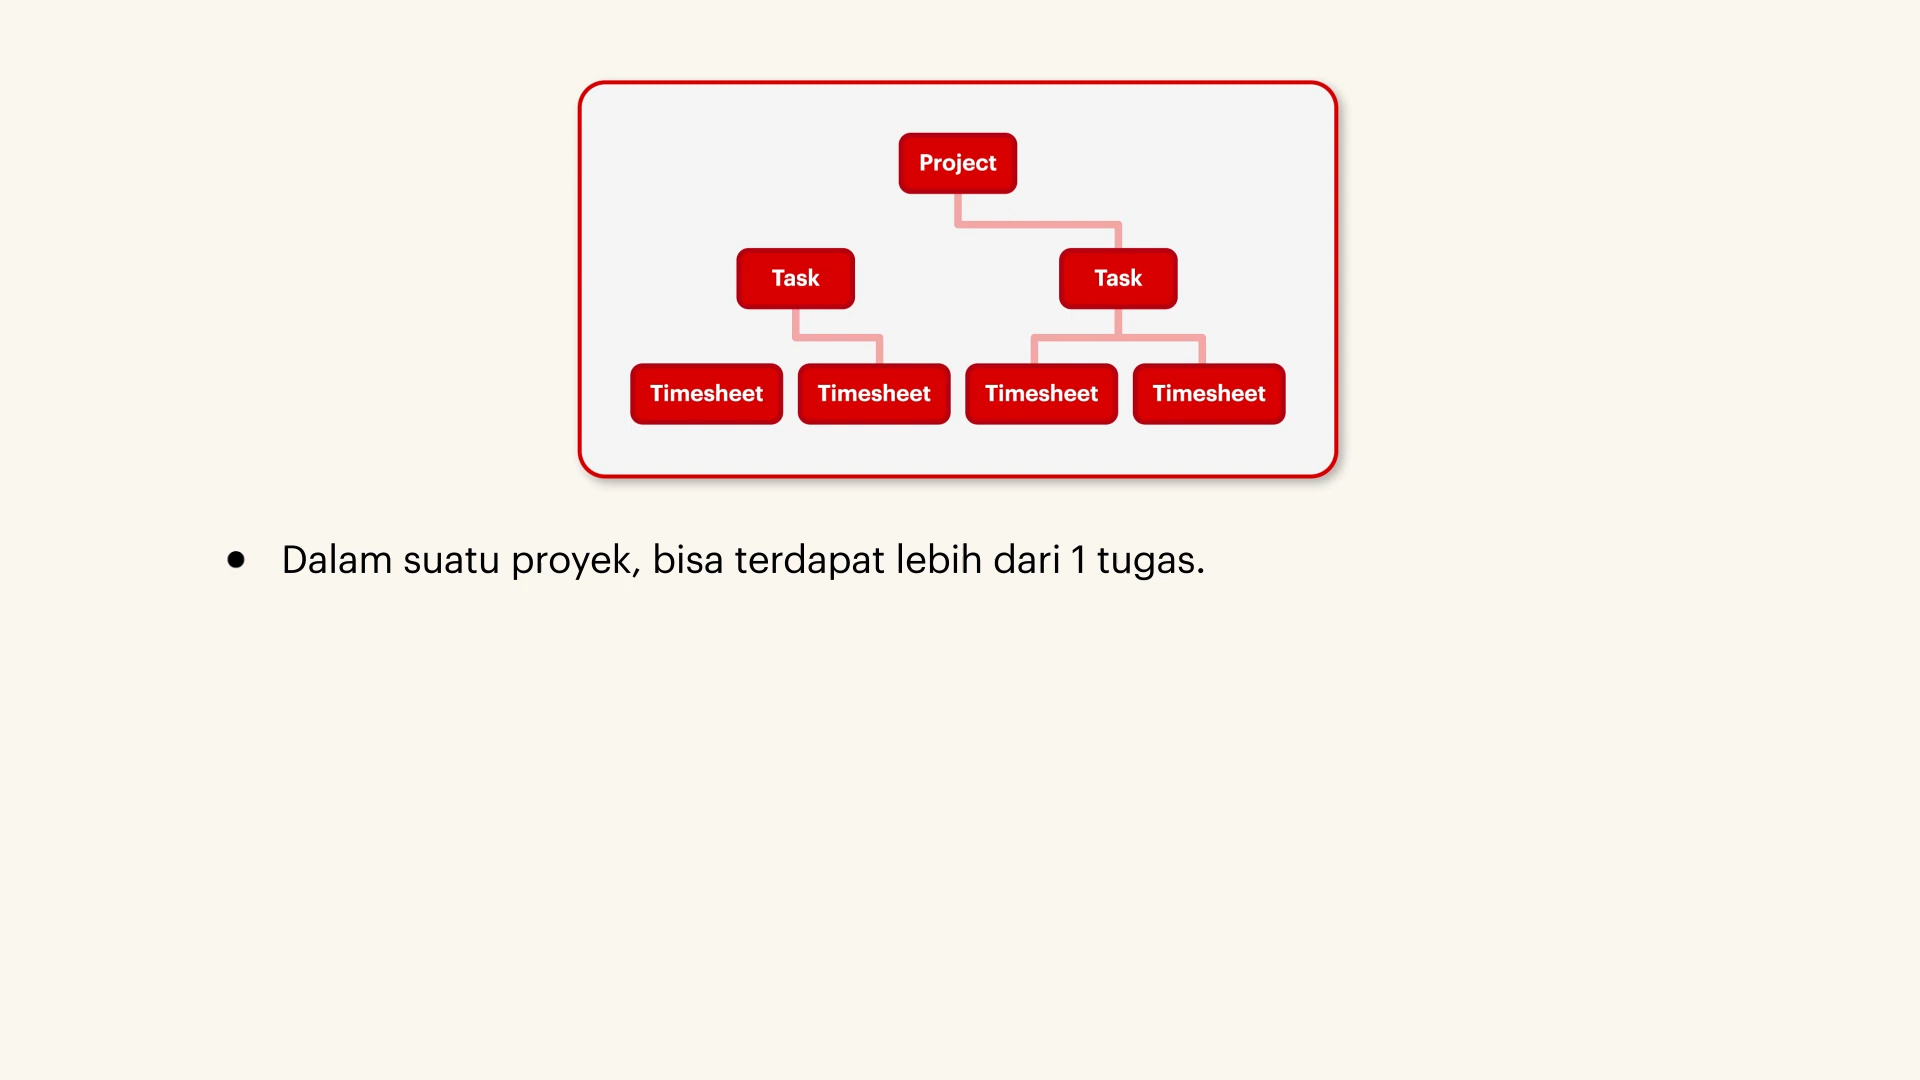 Project
Task Task
Timesheet Timesheet Timesheet Timesheet
● Dalam suatu proyek, bisa terdapat lebih dari 1 tugas.